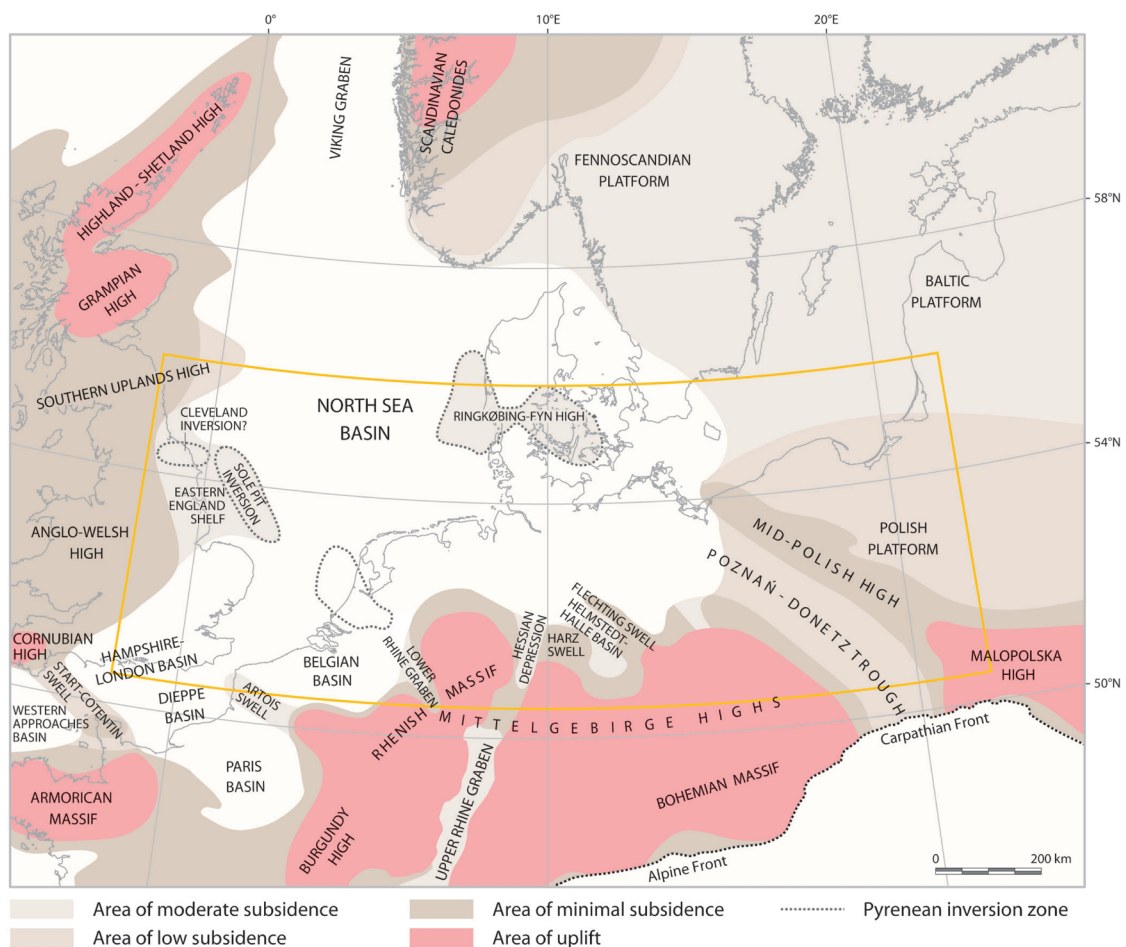 0°
10°
20°
VIKING GRABEN
SCANDINAVIAN
CALEDONIDES
HIGHLAND - SHETLAND HIGH
FENNOSCANDIAN
PLATFORM
58°N
GRAMPIAN
HIGH
BALTIC
PLATFORM
SOUTHERN UPLANDS HIGH
CLEVELAND
INVERSION?
NORTH SEA
BASIN
RINGKØBING-FYN HIGH
54°N
SOLE PIT
INVERSION
EASTERN
ENGLAND
SHELF
ANGLO-WELSH
HIGH
MID-POLISH HIGH
POLISH
PLATFORM
POZNAŃ - DONETZ TROUGH
FLECHTING SWELL
HELMSTEDT-
HALLE BASIN
HESSIAN
DEPRESSION
HARZ
SWELL
CORNUBIAN
HIGH
HAMPSHIRE-
LONDON BASIN
START-COTENTIN
SWELL
BELGIAN
BASIN
LOWER
RHINE GRABEN
RHENISH MASSIF
MALOPOLSKA
HIGH
50°N
DIEPPE
BASIN
ARTOIS
SWELL
WESTERN
APPROACHES
BASIN
MITTELGEBIRGE HIGHS
Carpathian Front
PARIS
BASIN
ARMORICAN
MASSIF
BURGUNDY
HIGH
UPPER RHINE GRABEN
BOHEMIAN MASSIF
Alpine Front
0 200 km
Area of moderate subsidence
Area of minimal subsidence
Pyrenean inversion zone
Area of low subsidence
Area of uplift